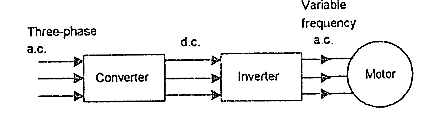 Three-phase
a.c.
Converter
d.c.
Inverter
Variable
frequency
a.c.
Motor